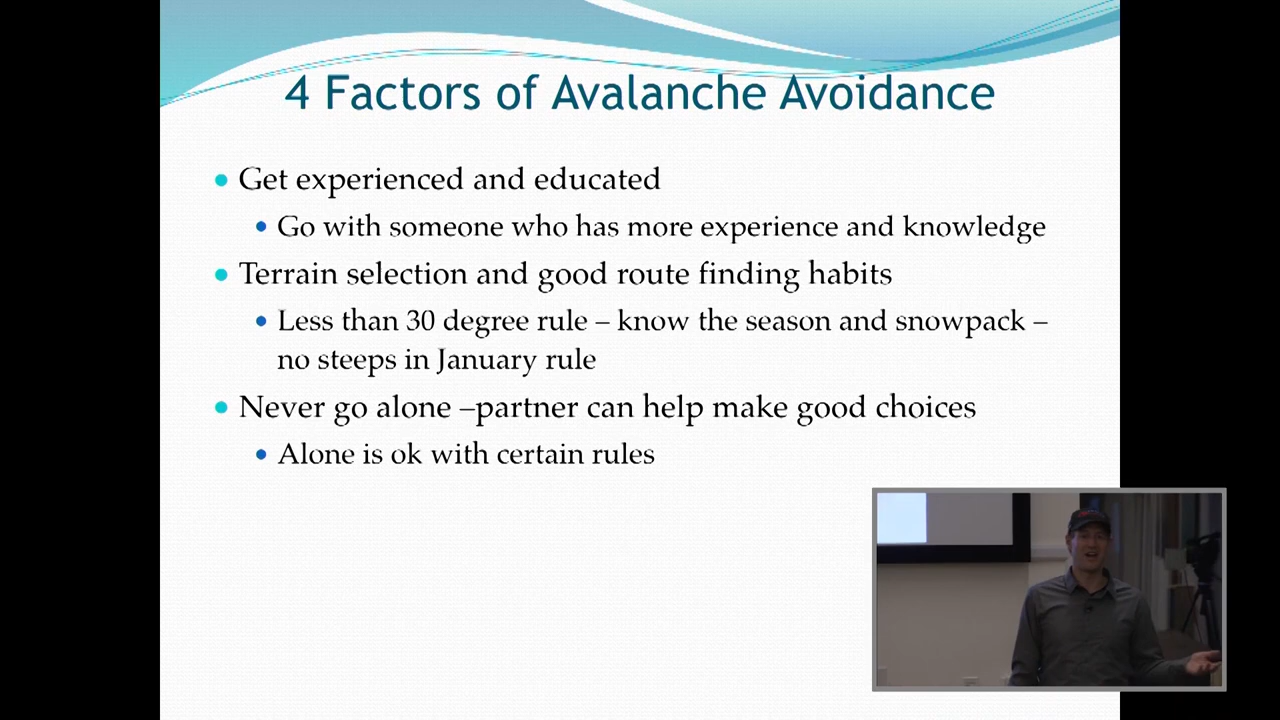 4 Factors of Avalanche Avoidance
• Get experienced and educated
• Go with someone who has more experience and knowledge
• Terrain selection and good route finding habits
• Less than 30 degree rule – know the season and snowpack –
no steeps in January rule
• Never go alone –partner can help make good choices
• Alone is ok with certain rules